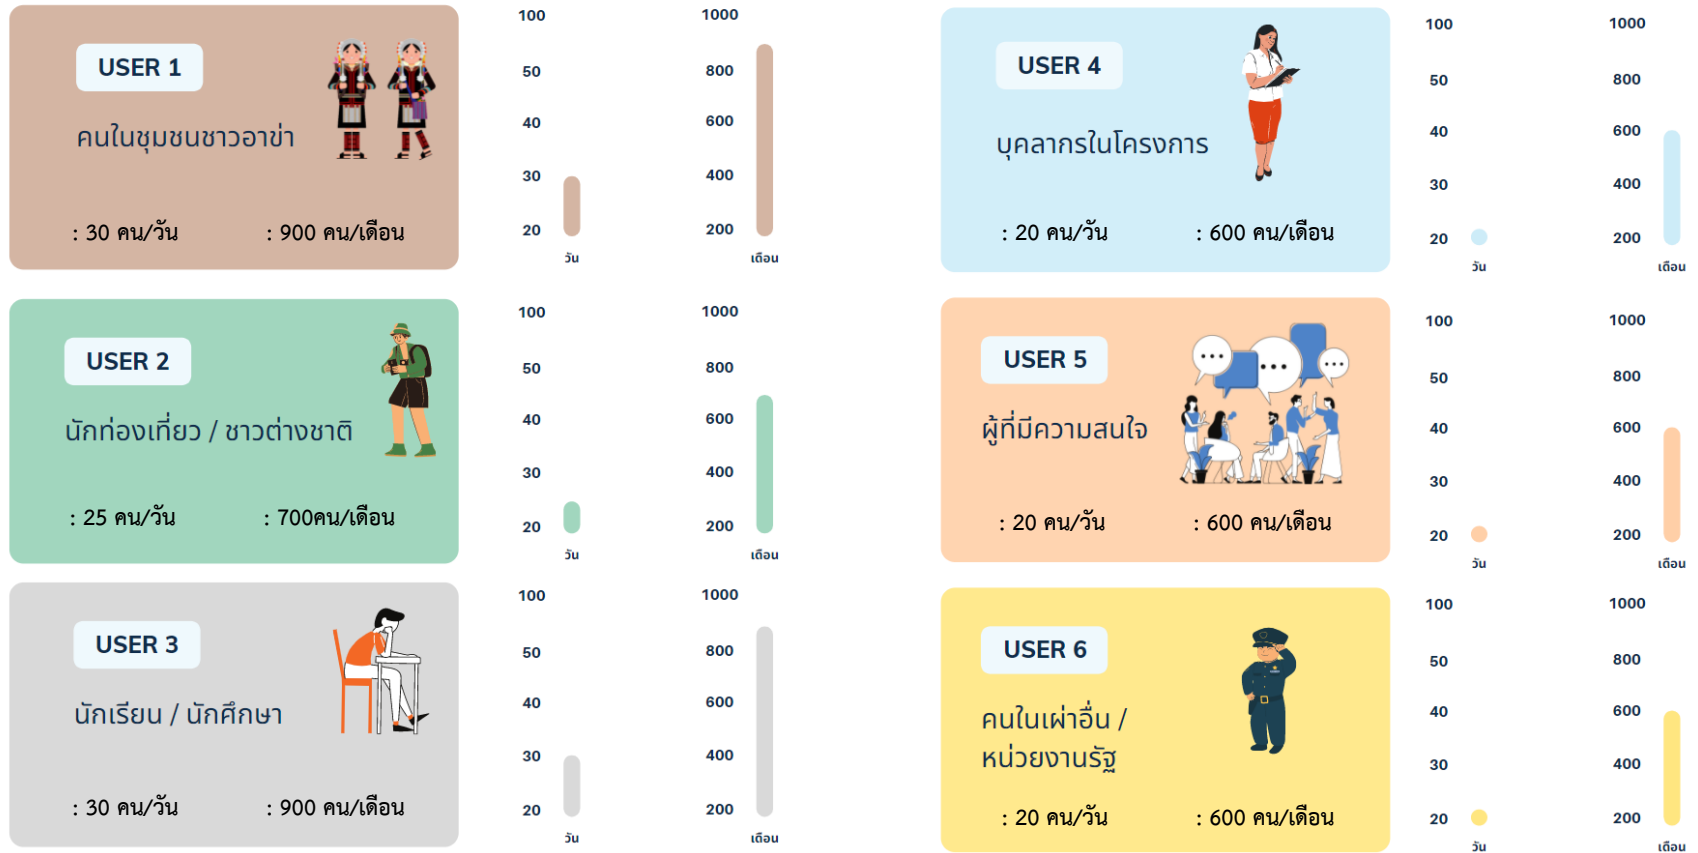 USER 1
คนในชุมชนชาวอาข่า
: 30 คน/วัน : 900 คน/เดือน
100
50
40
30
20
วัน
1000
800
600
400
200
เดือน
USER 2
นักท่องเที่ยว / ชาวต่างชาติ
: 25 คน/วัน : 700คน/เดือน
100
50
40
30
20
วัน
1000
800
600
400
200
เดือน
USER 3
นักเรียน / นักศึกษา
: 30 คน/วัน : 900 คน/เดือน
100
50
40
30
20
วัน
1000
800
600
400
200
เดือน
USER 4
บุคลากรในโครงการ
: 20 คน/วัน : 600 คน/เดือน
100
50
40
30
20
วัน
1000
800
600
400
200
เดือน
USER 5
ผู้ที่มีความสนใจ
: 20 คน/วัน : 600 คน/เดือน
100
50
40
30
20
วัน
1000
800
600
400
200
เดือน
USER 6
คนในเผ่าอื่น /
หน่วยงานรัฐ
: 20 คน/วัน : 600 คน/เดือน
100
50
40
30
20
วัน
1000
800
600
400
200
เดือน